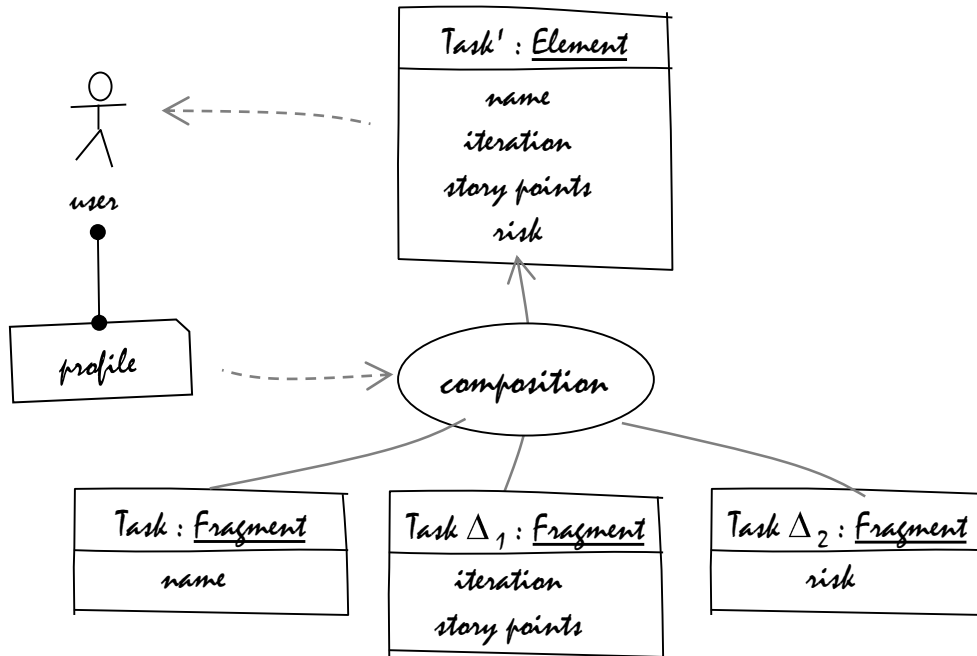 Task' : Element
name
iteration
story points
risk
user
profile
composition
Task : Fragment
name
Task Δ1 : Fragment
iteration
story points
Task Δ2 : Fragment
risk